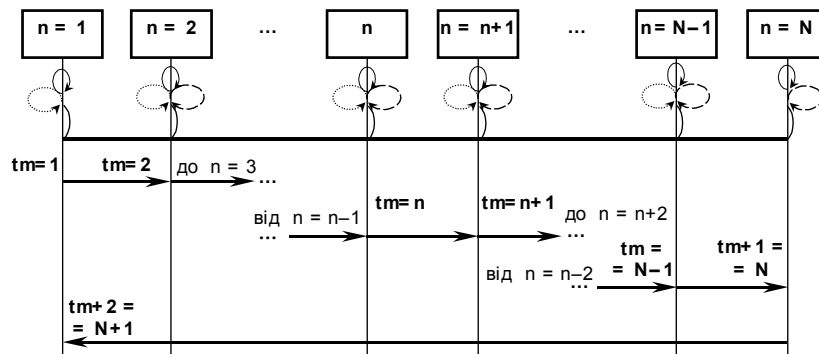 n = 1 n = 2 ... n n = n+1 ... n = N–1 n = N
tm= 1 tm= 2 до n = 3
...
від n = n–1 tm= n tm= n+1 до n = n+2
... ...
від n = n–2 tm = tm+ 1 =
... = N–1 = N
tm+ 2 =
= N+ 1